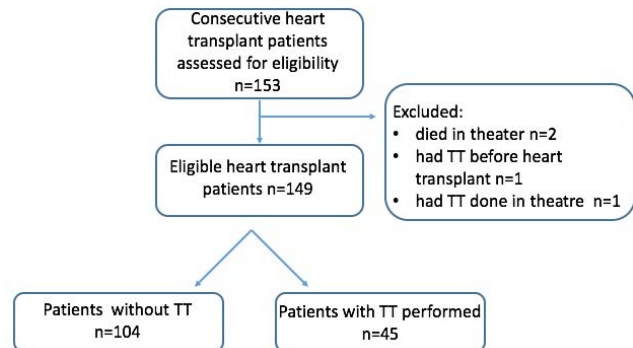 Consecutive heart
transplant patients
assessed for eligibility
n=153
Excluded:
• died in theater n=2
• had TT before heart
transplant n=1
• had TT done in theatre n=1
Eligible heart transplant
patients n=149
Patients without TT
n=104
Patients with TT performed
n=45